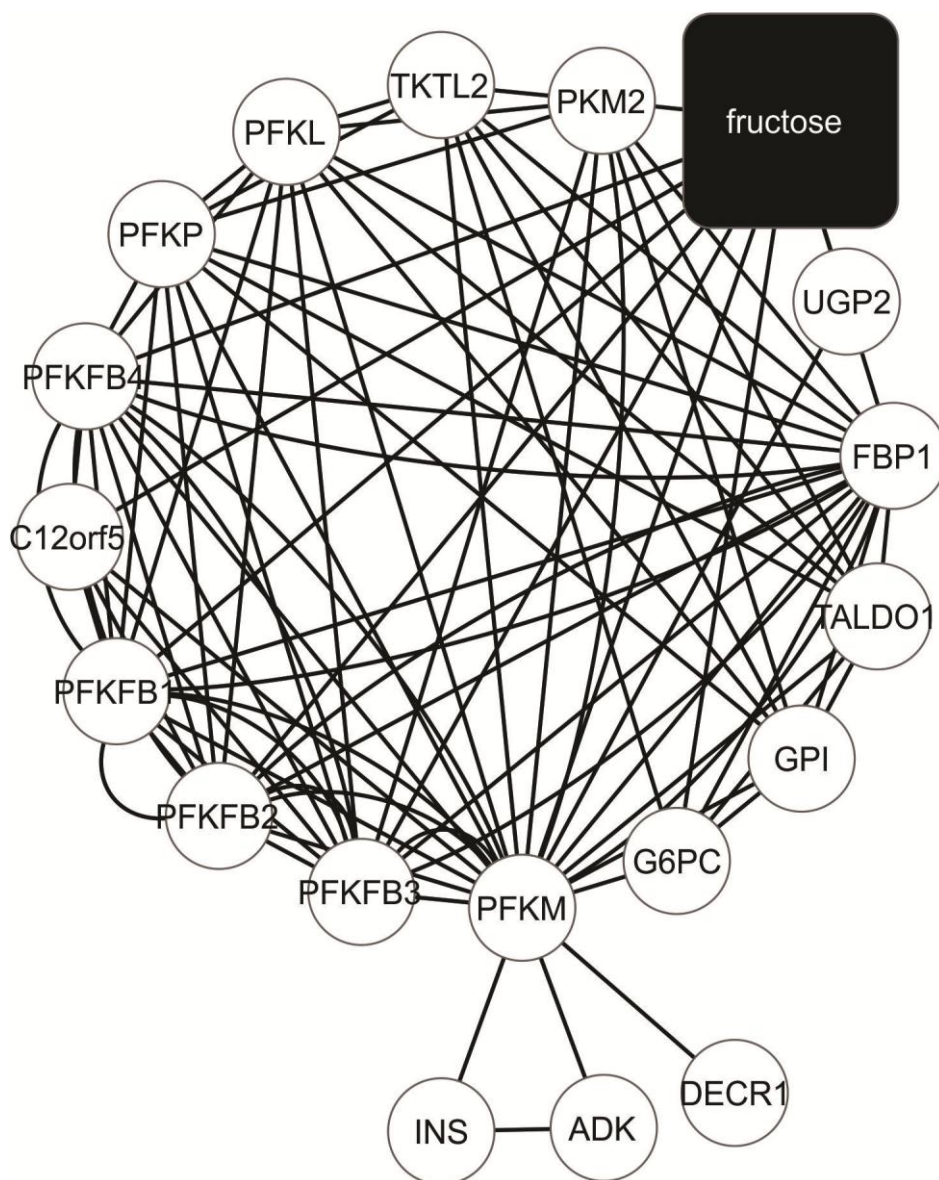 TKTL2
PKM2
fructose
PFKL
PFKP
UGP2
PFKFB4
FBP1
C12orf5
TALDO1
PFKFB1
GPI
PFKFB2
G6PC
PFKFB3
PFKM
DECR1
INS
ADK